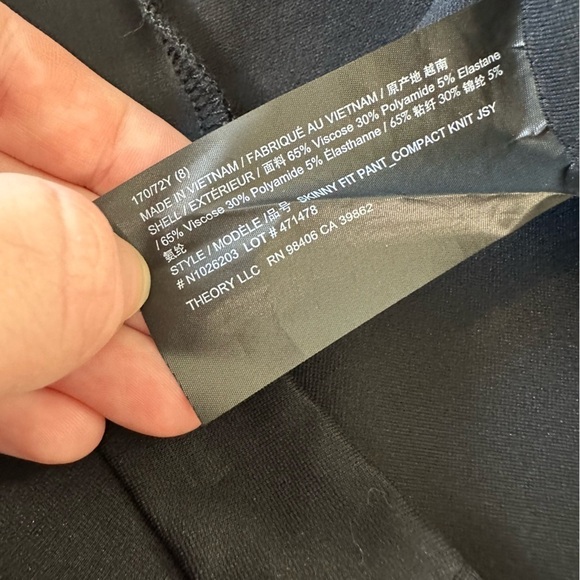 170/72Y (8)
MADE IN VIETNAM / FABRIQUÉ AU VIETNAM / 原产地 越南
SHELL / EXTÉRIEUR / 面料 65% Viscose 30% Polyamide 5% Elastane
/ 65% Viscose 30% Polyamide 5% Élasthanne / 65% 粘纤 30% 锦纶 5%
氨纶
STYLE / MODÈLE /品号 SKINNY FIT PANT_COMPACT KNIT JSY
# N1026203 LOT # 471478
THEORY LLC RN 98406 CA 39862